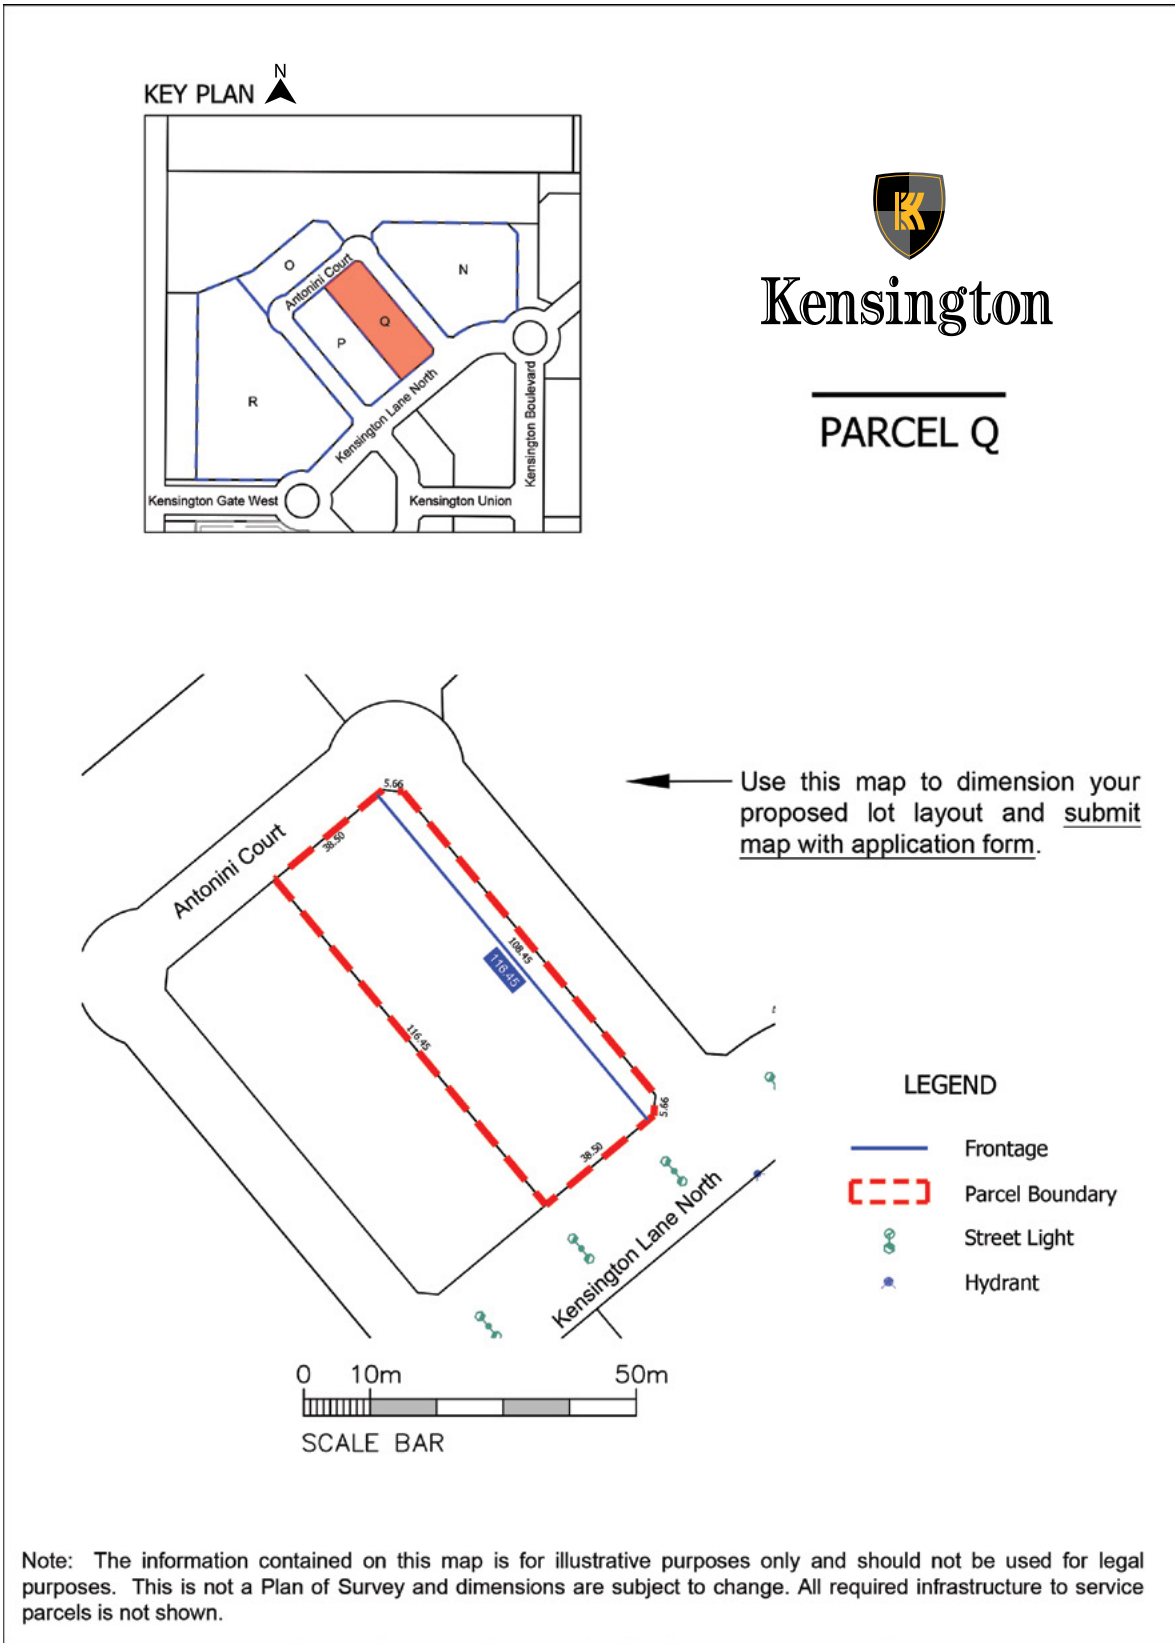 N
KEY PLAN
O
Antonini Court
N
Q
P
R
Kensington Lane North
Kensington Boulevard
Kensington Gate West
Kensington Union
K
Kensington
PARCEL Q
5.66
38.50
Antonini Court
108.45
116.45
116.45
5.66
38.50
Kensington Lane North
Use this map to dimension your
proposed lot layout and submit
map with application form.
LEGEND
Frontage
Parcel Boundary
Street Light
Hydrant
0 10m 50m
SCALE BAR
Note: The information contained on this map is for illustrative purposes only and should not be used for legal
purposes. This is not a Plan of Survey and dimensions are subject to change. All required infrastructure to service
parcels is not shown.